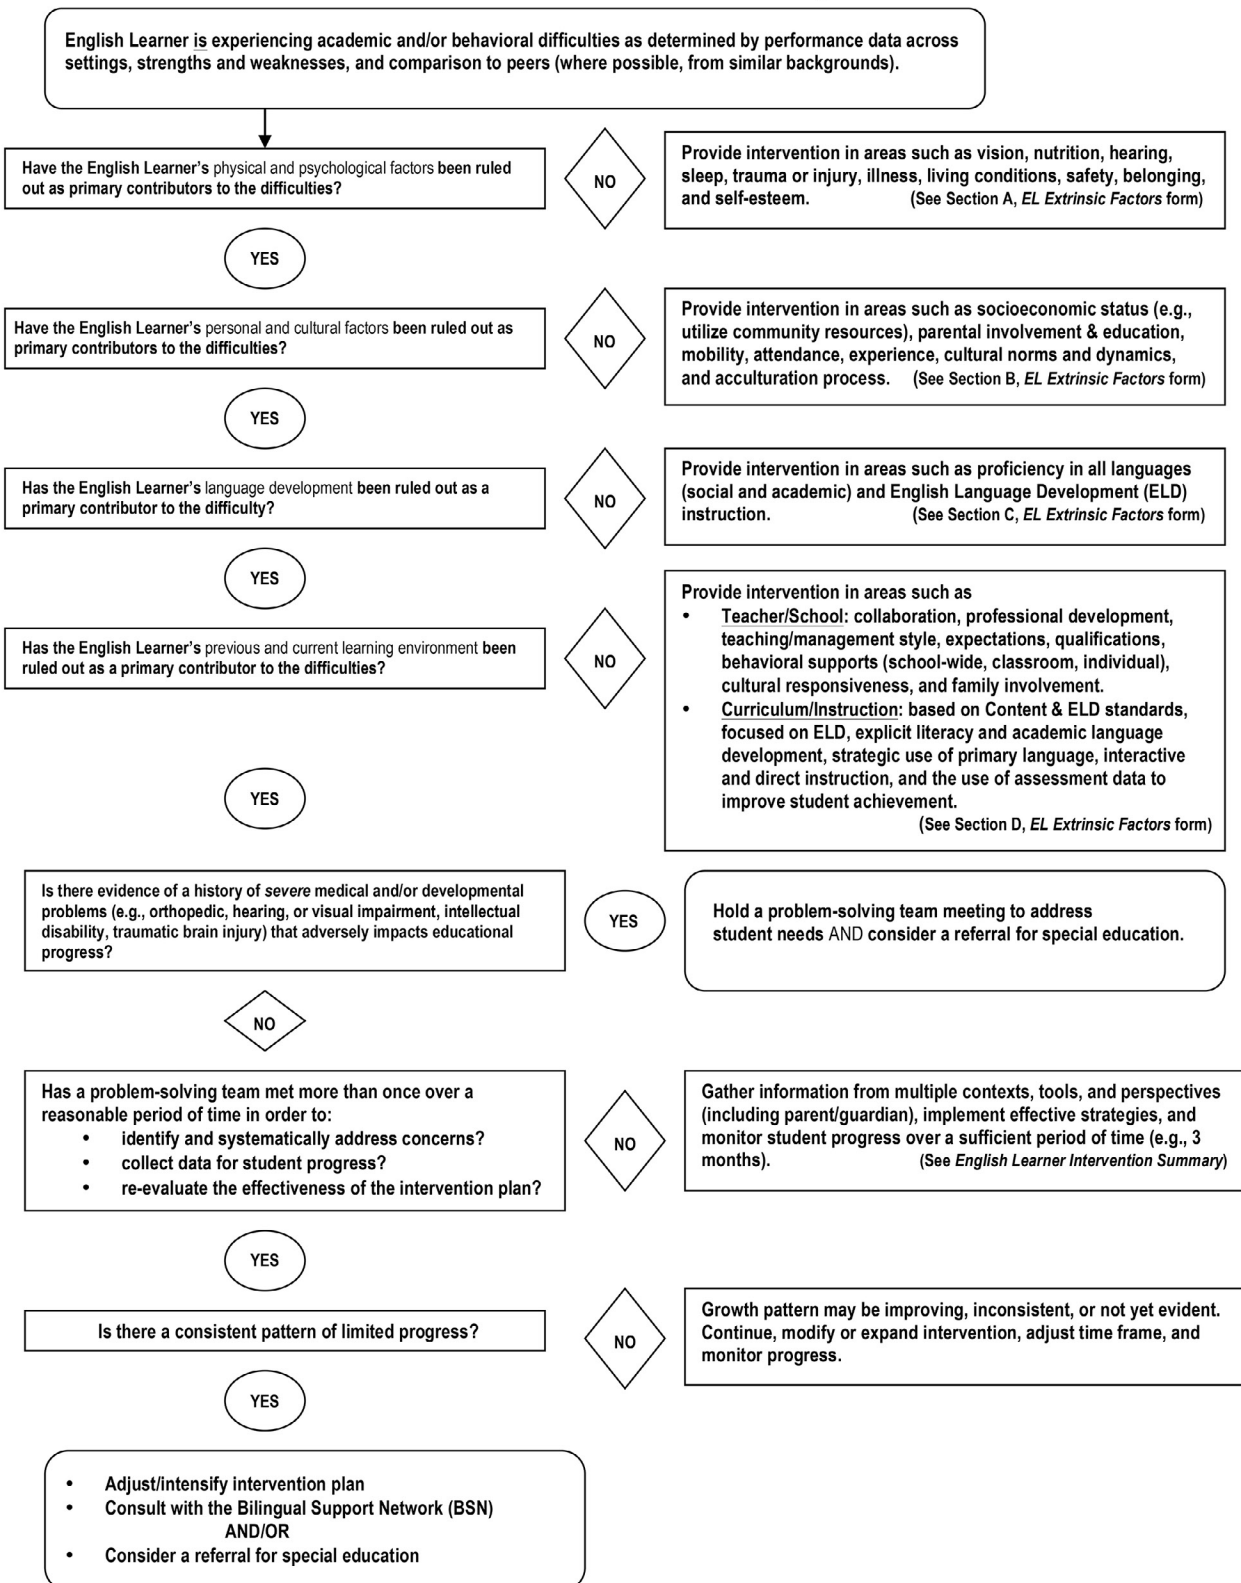 English Learner is experiencing academic and/or behavioral difficulties as determined by performance data across
settings, strengths and weaknesses, and comparison to peers (where possible, from similar backgrounds).
Have the English Learner's physical and psychological factors been ruled
out as primary contributors to the difficulties?
NO
Provide intervention in areas such as vision, nutrition, hearing,
sleep, trauma or injury, illness, living conditions, safety, belonging,
and self-esteem. (See Section A, EL Extrinsic Factors form)
YES
Have the English Learner's personal and cultural factors been ruled out as
primary contributors to the difficulties?
NO
Provide intervention in areas such as socioeconomic status (e.g.,
utilize community resources), parental involvement & education,
mobility, attendance, experience, cultural norms and dynamics,
and acculturation process. (See Section B, EL Extrinsic Factors form)
YES
Has the English Learner's language development been ruled out as a
primary contributor to the difficulty?
NO
Provide intervention in areas such as proficiency in all languages
(social and academic) and English Language Development (ELD)
instruction. (See Section C, EL Extrinsic Factors form)
YES
Has the English Learner's previous and current learning environment been
ruled out as a primary contributor to the difficulties?
NO
Provide intervention in areas such as
• Teacher/School: collaboration, professional development,
teaching/management style, expectations, qualifications,
behavioral supports (school-wide, classroom, individual),
cultural responsiveness, and family involvement.
• Curriculum/Instruction: based on Content & ELD standards,
focused on ELD, explicit literacy and academic language
development, strategic use of primary language, interactive
and direct instruction, and the use of assessment data to
improve student achievement.
(See Section D, EL Extrinsic Factors form)
YES
Is there evidence of a history of severe medical and/or developmental
problems (e.g., orthopedic, hearing, or visual impairment, intellectual
disability, traumatic brain injury) that adversely impacts educational
progress?
YES
Hold a problem-solving team meeting to address
student needs AND consider a referral for special education.
NO
Has a problem-solving team met more than once over a
reasonable period of time in order to:
• identify and systematically address concerns?
• collect data for student progress?
• re-evaluate the effectiveness of the intervention plan?
NO
Gather information from multiple contexts, tools, and perspectives
(including parent/guardian), implement effective strategies, and
monitor student progress over a sufficient period of time (e.g., 3
months). (See English Learner Intervention Summary)
YES
Is there a consistent pattern of limited progress?
NO
Growth pattern may be improving, inconsistent, or not yet evident.
Continue, modify or expand intervention, adjust time frame, and
monitor progress.
YES
• Adjust/intensify intervention plan
• Consult with the Bilingual Support Network (BSN)
AND/OR
• Consider a referral for special education